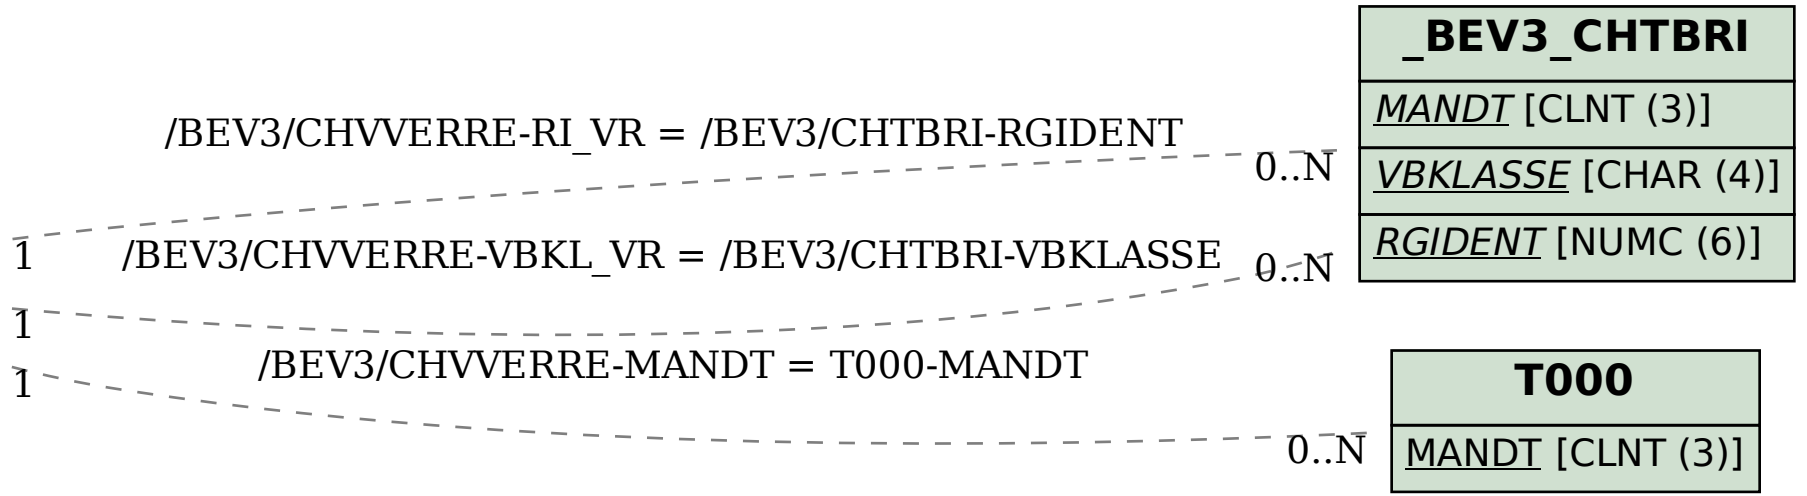 _BEV3_CHTBRI
MANDT [CLNT (3)]
/BEV3/CHVVERRE-RI_VR = /BEV3/CHTBRI-RGIDENT
0..N
VBKLASSE [CHAR (4)]
1
/BEV3/CHVVERRE-VBKL_VR = /BEV3/CHTBRI-VBKLASSE
0..N
RGIDENT [NUMC (6)]
1
/BEV3/CHVVERRE-MANDT = T000-MANDT
1
T000
0..N
MANDT [CLNT (3)]